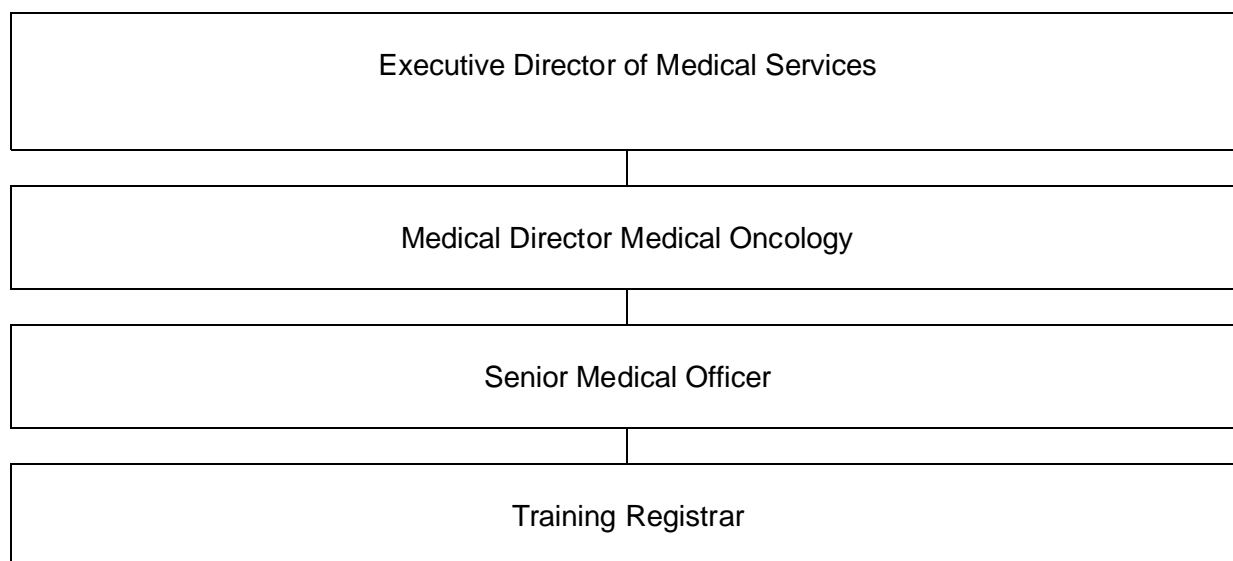 Executive Director of Medical Services
Medical Director Medical Oncology
Senior Medical Officer
Training Registrar